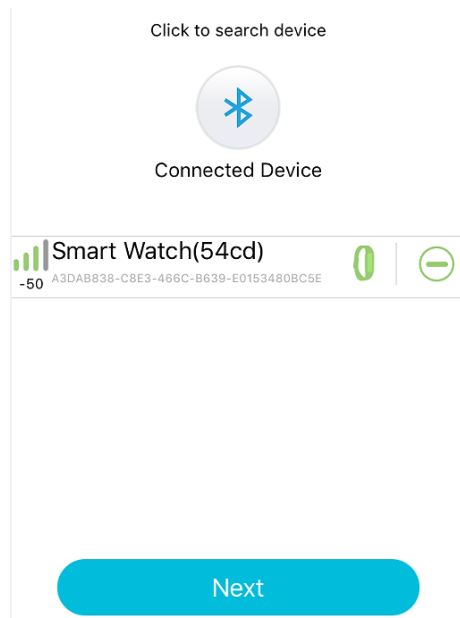 Click to search device
Connected Device
Smart Watch(54cd)
-50 A3DAB838-C8E3-466C-B639-E0153480BC5E
Next